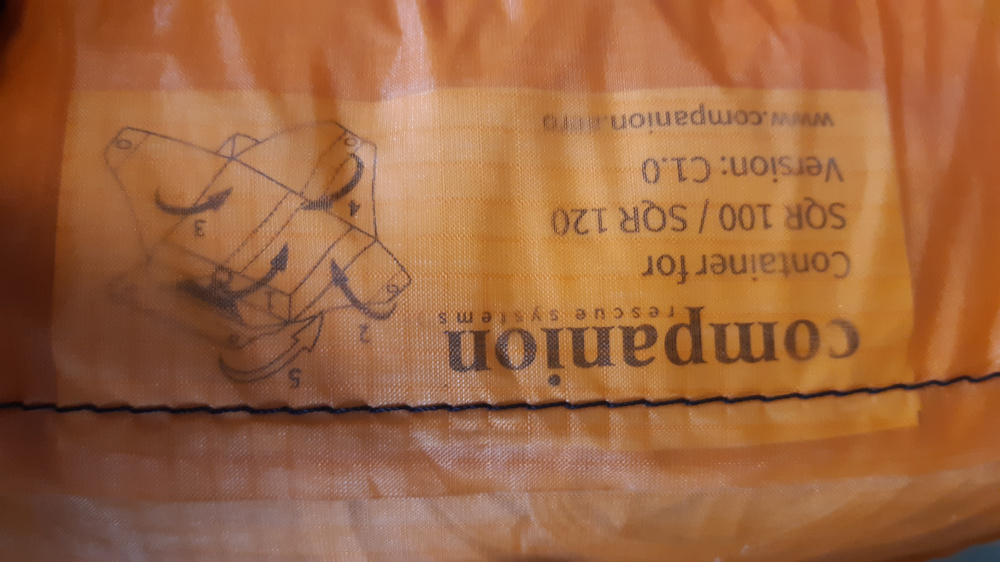 companion
rescue systems
Container for
SQR 100 / SQR 120
Version: C1.0
www.companion.aero
5
2
1
3
4